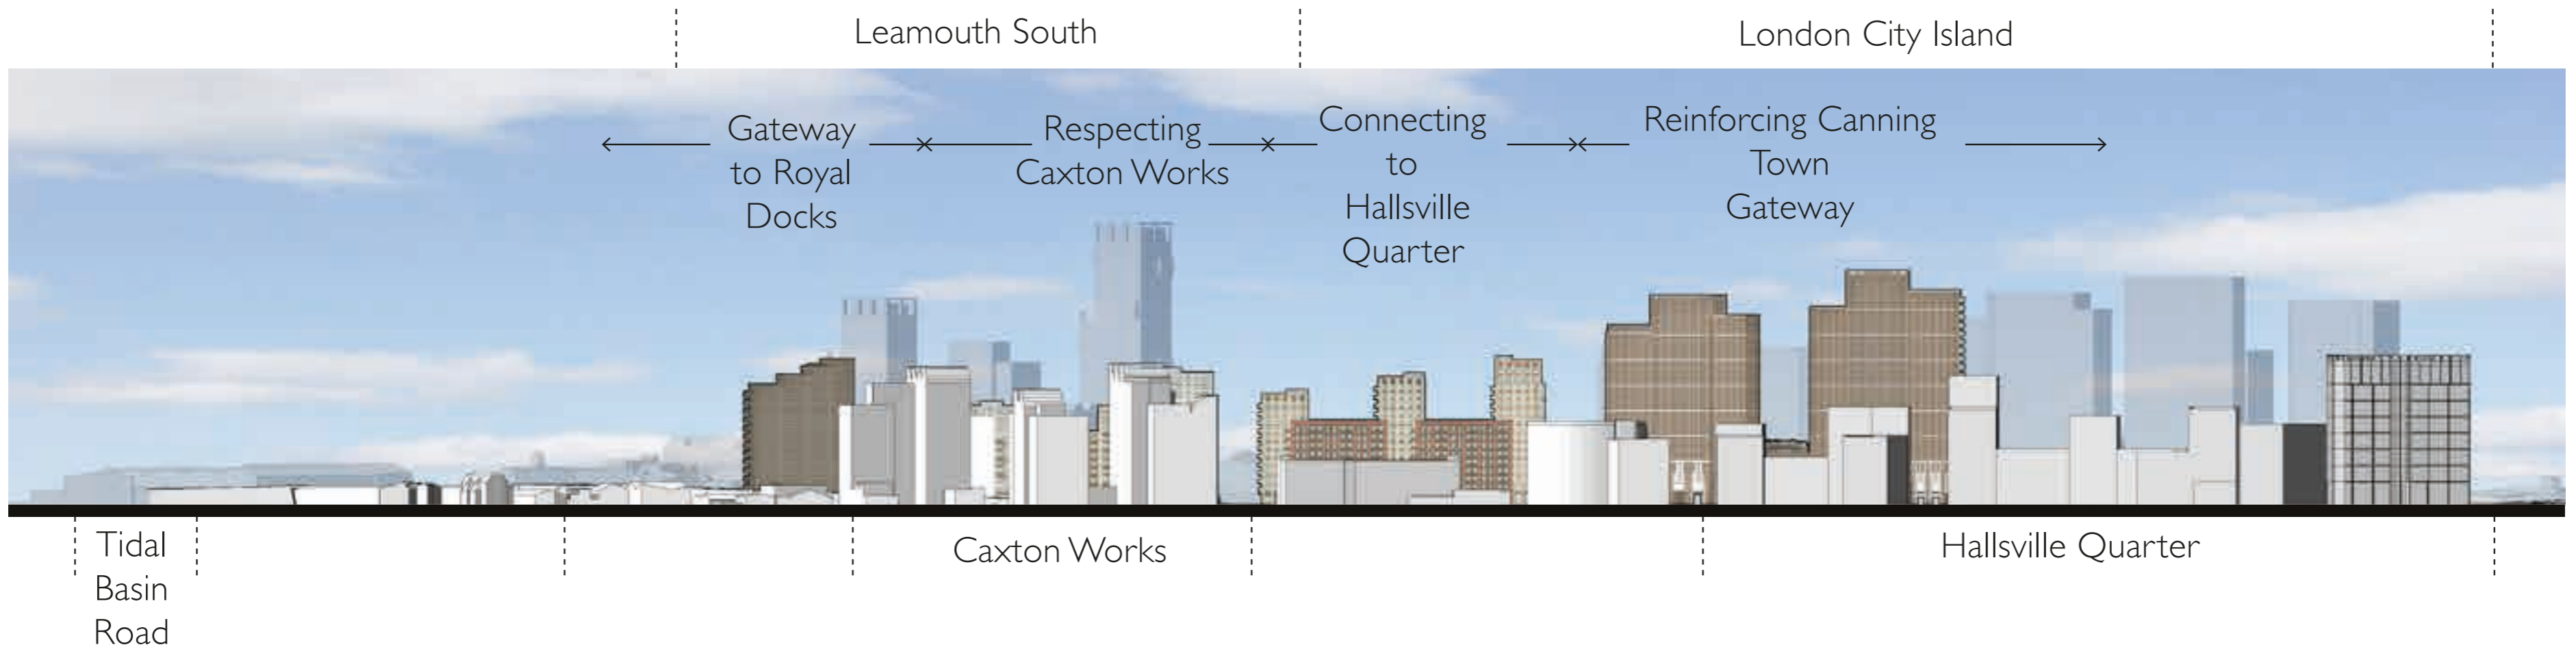 Leamouth South
London City Island
Gateway
to Royal
Docks
Respecting
Caxton Works
Connecting
to
Hallsville
Quarter
Reinforcing Canning
Town
Gateway
Tidal
Basin
Road
Caxton Works
Hallsville Quarter